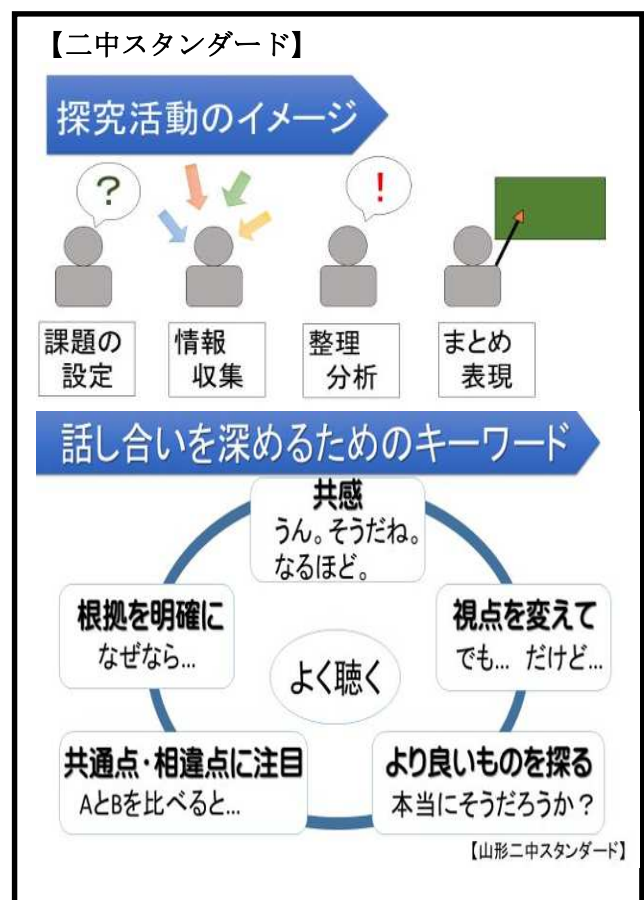 【二中スタンダード】
探究活動のイメージ
?
!
課題の
設定
情報
収集
整理
分析
まとめ
表現
話し合いを深めるためのキーワード
共感
うん。そうだね。
なるほど。
根拠を明確に
なぜなら…
視点を変えて
でも… だけど…
よく聴く
共通点・相違点に注目
AとBを比べると…
より良いものを探る
本当にそうだろうか？
【山形二中スタンダード】